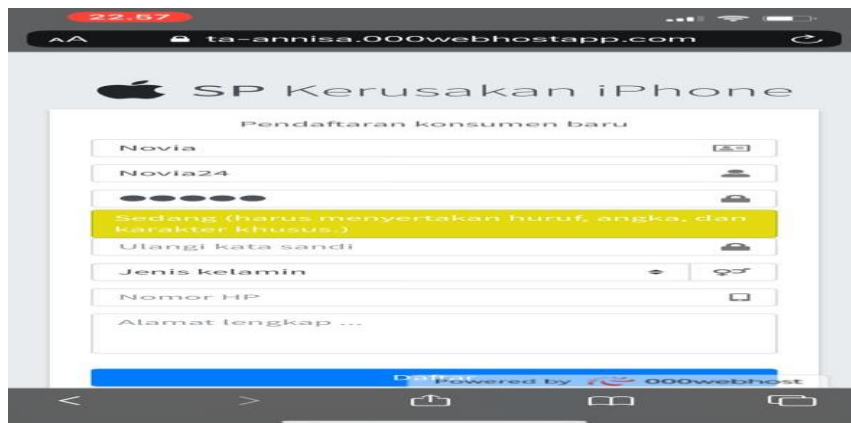 22.57
AA ta-annisa.000webhostapp.com
SP Kerusakan iPhone
Pendaftaran konsumen baru
Novia
Novia24
●●●●●
Sedang (harus menyertakan huruf, angka, dan
karakter khusus.)
Ulangi kata sandi
Jenis kelamin
Nomor HP
Alamat lengkap ...
Daftar
Powered by 000webhost